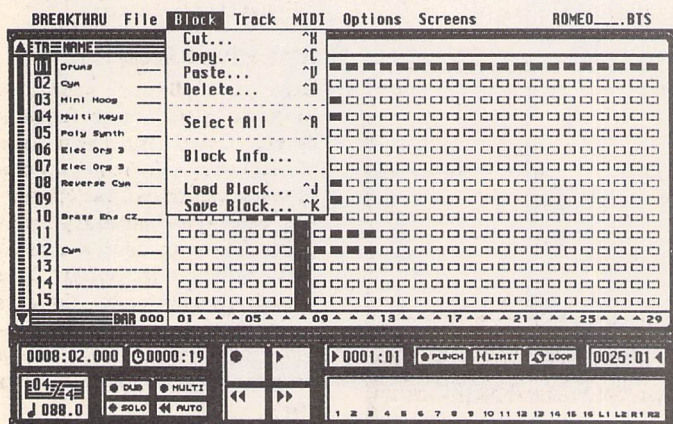 BREAKTHRU File Block Track MIDI Options Screens ROMEO___.BTS
TR NAME
Cut... ^X
Copy... ^C
Paste... ^V
Delete... ^D
Select All ^A
Block Info...
Load Block... ^J
Save Block... ^K
01 Drums
02 Cym
03 Mini Moog
04 Multi Keys
05 Poly Synth
06 Elec Org 3
07 Elec Org 3
08 Reverse Cym
09
10 Brass Ens CZ
11
12 Cym
13
14
15
BAR 000 01 05 09 13 17 21 25 29
0008:02.000 0000:19 0001:01 PUNCH LIMIT LOOP 0025:01
04/4 DUB MULTI
088.0 SOLO AUTO
1 2 3 4 5 6 7 8 9 10 11 12 13 14 15 16 L1 L2 R1 R2